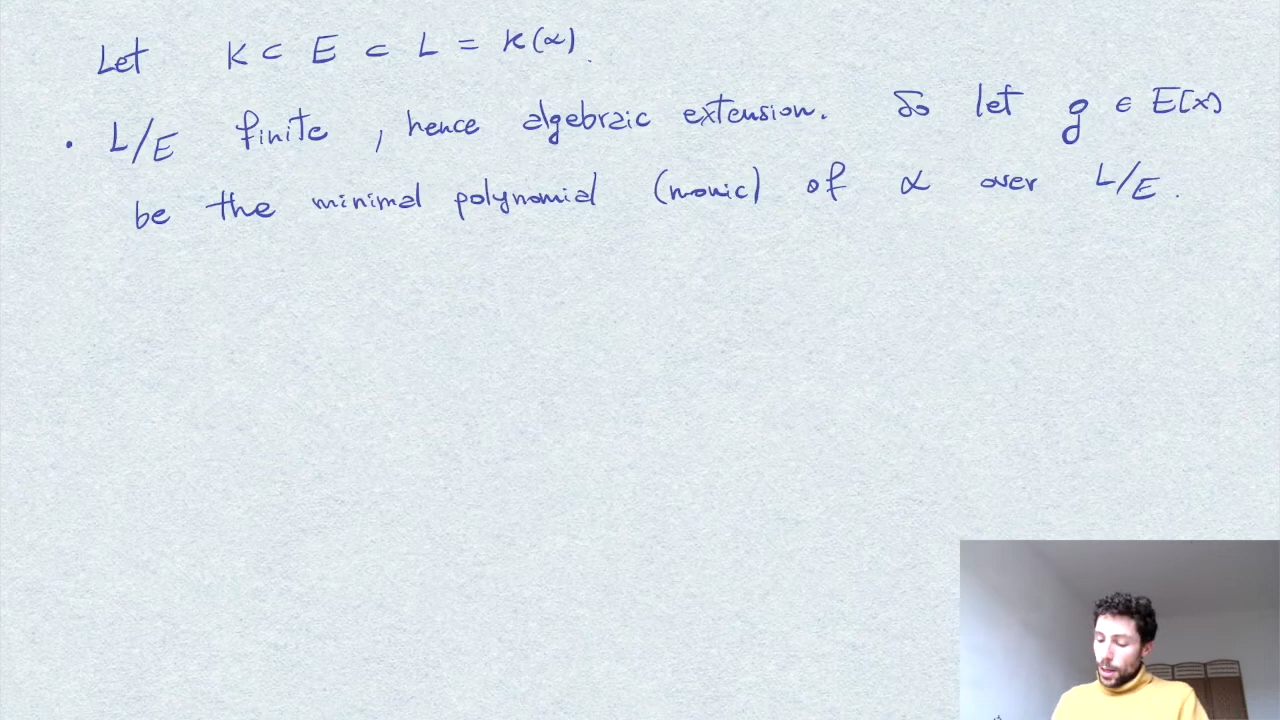 Let K ⊂ E ⊂ L = K(α).
• L/E finite, hence algebraic extension. So let g ∈ E[x]
be the minimal polynomial (monic) of α over L/E.